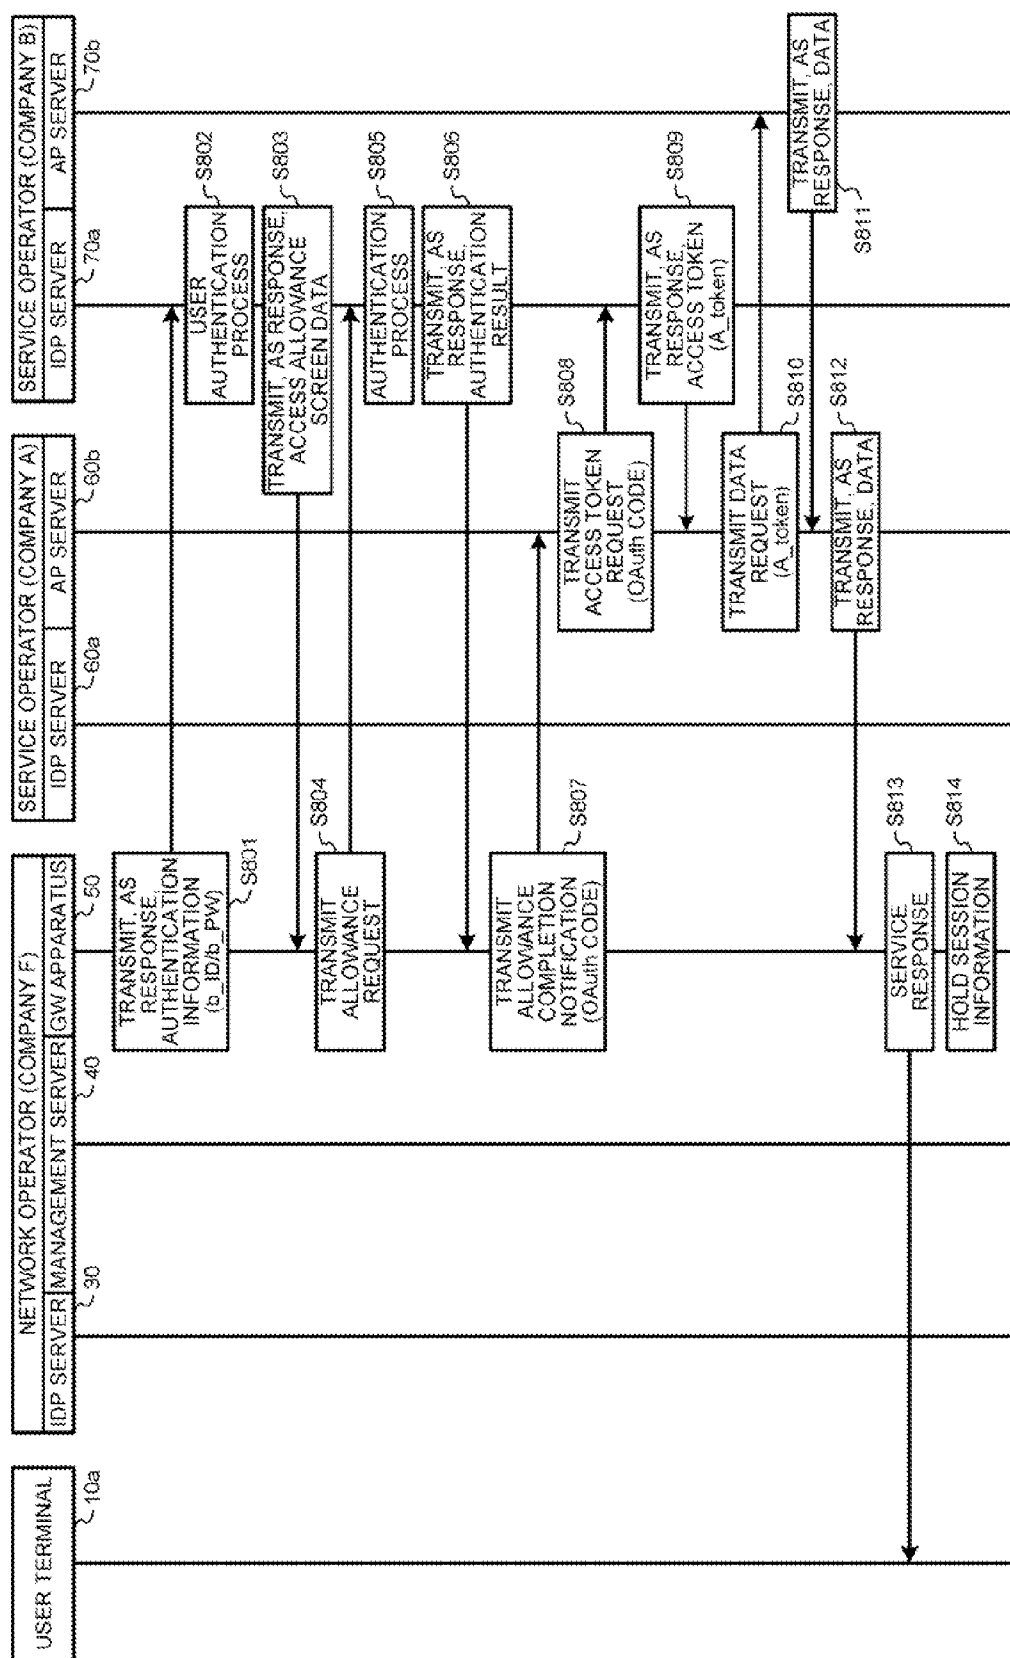 USER TERMINAL
10a
NETWORK OPERATOR (COMPANY F)
IDP SERVER
MANAGEMENT SERVER
GW APPARATUS
30
40
50
SERVICE OPERATOR (COMPANY A)
IDP SERVER
AP SERVER
60a
60b
SERVICE OPERATOR (COMPANY B)
IDP SERVER
AP SERVER
70a
70b
TRANSMIT, AS
RESPONSE,
AUTHENTICATION
INFORMATION
(b_ID/b_PW)
S801
USER
AUTHENTICATION
PROCESS
S802
TRANSMIT, AS RESPONSE,
ACCESS ALLOWANCE
SCREEN DATA
S803
TRANSMIT
ALLOWANCE
REQUEST
S804
AUTHENTICATION
PROCESS
S805
TRANSMIT, AS
RESPONSE,
AUTHENTICATION
RESULT
S806
TRANSMIT
ALLOWANCE
COMPLETION
NOTIFICATION
(OAuth CODE)
S807
TRANSMIT
ACCESS TOKEN
REQUEST
(OAuth CODE)
S808
TRANSMIT, AS
RESPONSE,
ACCESS TOKEN
(A_token)
S809
TRANSMIT DATA
REQUEST
(A_token)
S810
TRANSMIT, AS
RESPONSE, DATA
S811
TRANSMIT, AS
RESPONSE, DATA
S812
SERVICE
RESPONSE
S813
HOLD SESSION
INFORMATION
S814